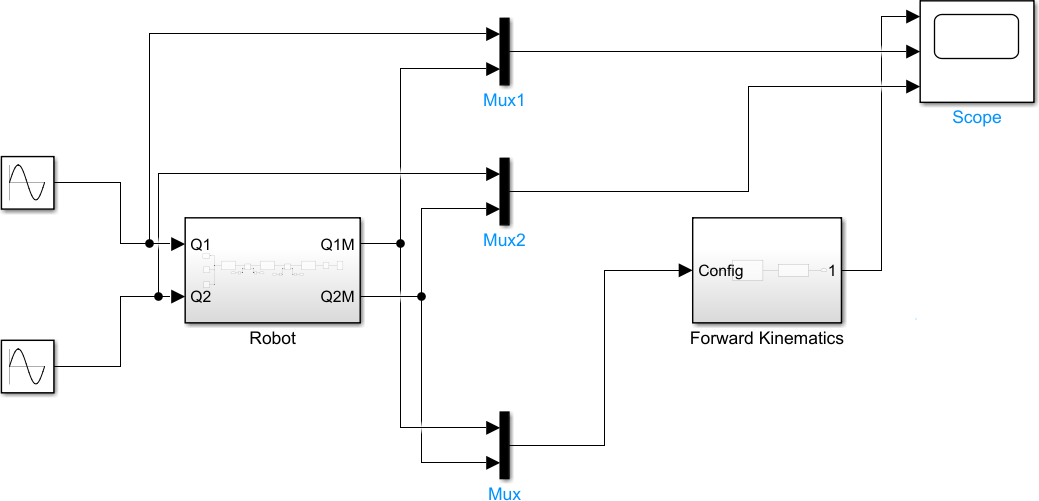 Mux1
Scope
Mux2
Q1
Q1M
Q2
Q2M
Robot
Config
1
Forward Kinematics
Mux